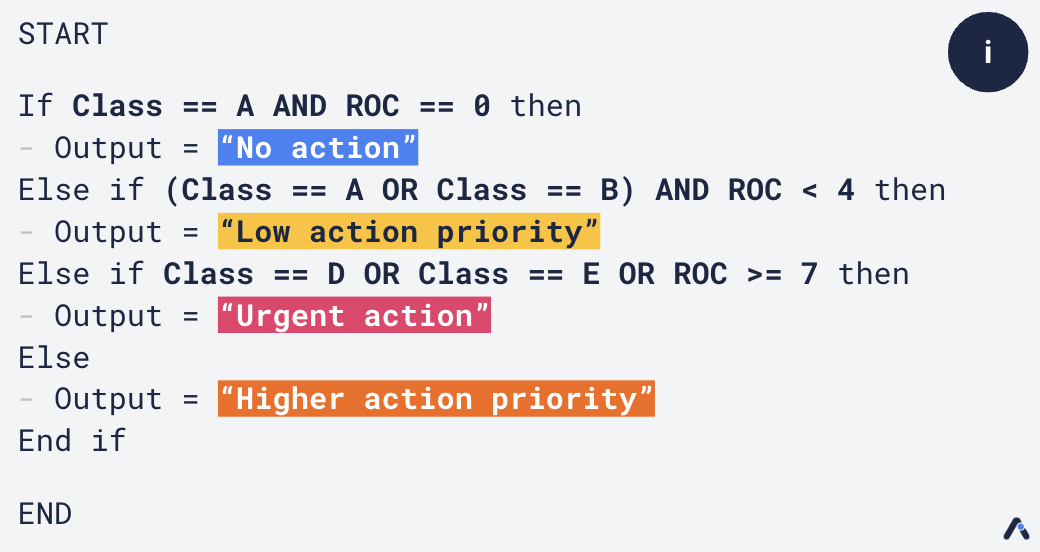 START
i
If Class == A AND ROC == 0 then
- Output = “No action”
Else if (Class == A OR Class == B) AND ROC < 4 then
- Output = “Low action priority”
Else if Class == D OR Class == E OR ROC >= 7 then
- Output = “Urgent action”
Else
- Output = “Higher action priority”
End if
END